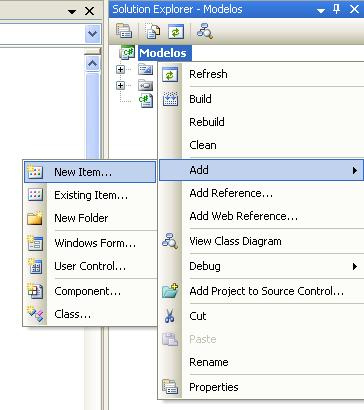 Solution Explorer - Modelos
Modelos
Refresh
Build
Rebuild
Clean
Add
Add Reference...
Add Web Reference...
View Class Diagram
Debug
Add Project to Source Control...
Cut
Paste
Rename
Properties
New Item...
Existing Item...
New Folder
Windows Form...
User Control...
Component...
Class...